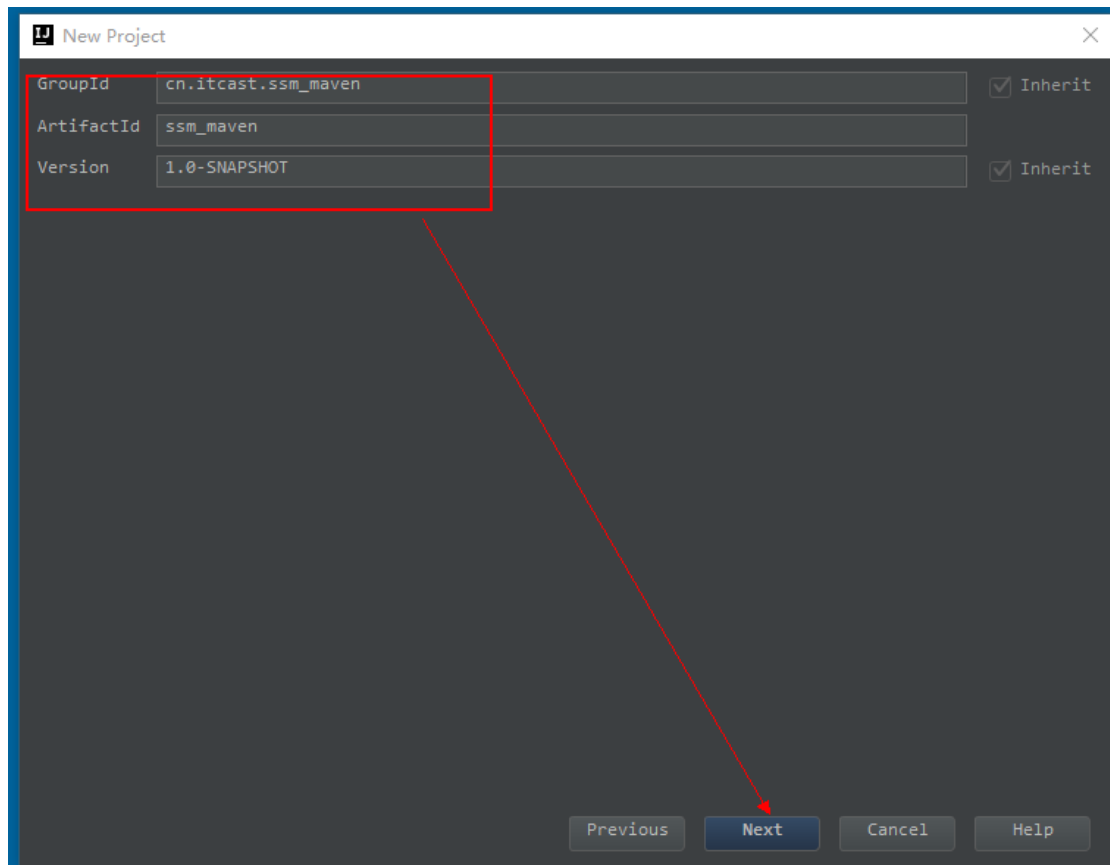 IJ New Project
GroupId cn.itcast.ssm_maven Inherit
ArtifactId ssm_maven
Version 1.0-SNAPSHOT Inherit
Previous Next Cancel Help